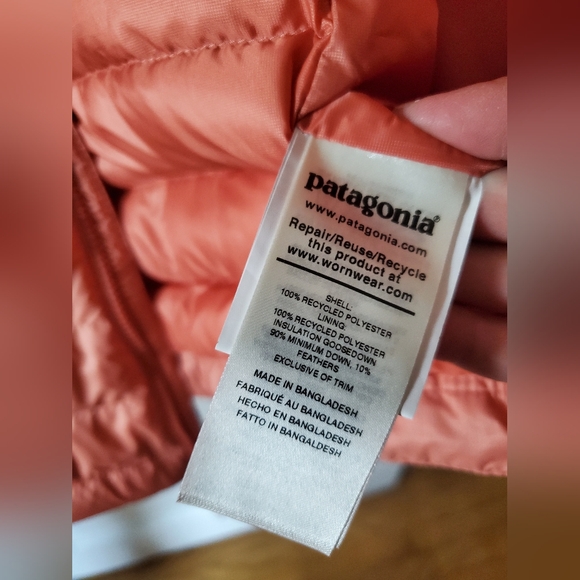 patagonia®
www.patagonia.com
Repair/Reuse/Recycle
this product at
www.wornwear.com
SHELL:
100% RECYCLED POLYESTER
LINING:
100% RECYCLED POLYESTER
INSULATION GOOSEDOWN
90% MINIMUM DOWN, 10%
FEATHERS
EXCLUSIVE OF TRIM
MADE IN BANGLADESH
FABRIQUÉ AU BANGLADESH
HECHO EN BANGLADESH
FATTO IN BANGALDESH